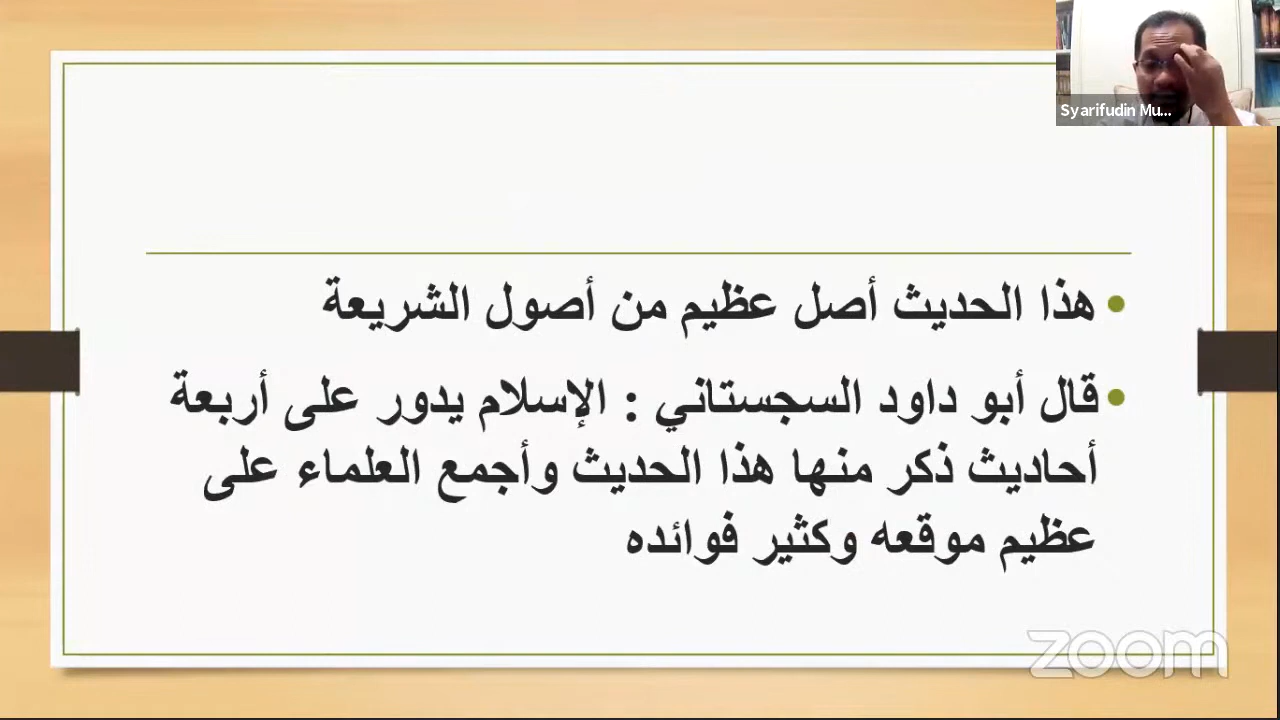 Syarifudin Mu...
• هذا الحديث أصل عظيم من أصول الشريعة
• قال أبو داود السجستاني : الإسلام يدور على أربعة
أحاديث ذكر منها هذا الحديث وأجمع العلماء على
عظيم موقعه وكثير فوائده
zoom